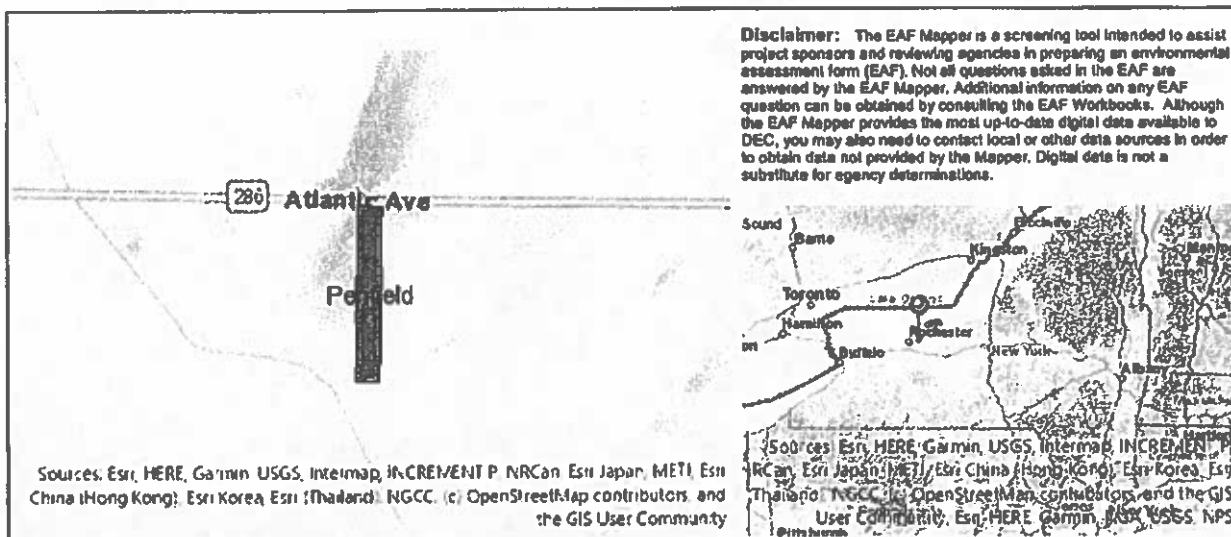 Disclaimer: The EAF Mapper is a screening tool intended to assist
project sponsors and reviewing agencies in preparing an environmental
assessment form (EAF). Not all questions asked in the EAF are
answered by the EAF Mapper. Additional information on any EAF
question can be obtained by consulting the EAF Workbooks. Although
the EAF Mapper provides the most up-to-date digital data available to
DEC, you may also need to contact local or other data sources in order
to obtain data not provided by the Mapper. Digital data is not a
substitute for agency determinations.
286 Atlantic Ave
Penfield
Sources: Esri, HERE, Garmin, USGS, Intermap, INCREMENT P, NRCan, Esri Japan, METI, Esri
China (Hong Kong), Esri Korea, Esri (Thailand), NGCC, (c) OpenStreetMap contributors, and
the GIS User Community
Sound
Barrie
Kingston
Toronto
Hamilton
Rochester
Buffalo
New York
Albany
Sources: Esri, HERE, Garmin, USGS, Intermap, INCREMENT P,
NRCan, Esri Japan, METI, Esri China (Hong Kong), Esri Korea, Esri
(Thailand), NGCC, (c) OpenStreetMap contributors, and the GIS
User Community, Esri, HERE, Garmin, USGS, NPS
Pittsburgh